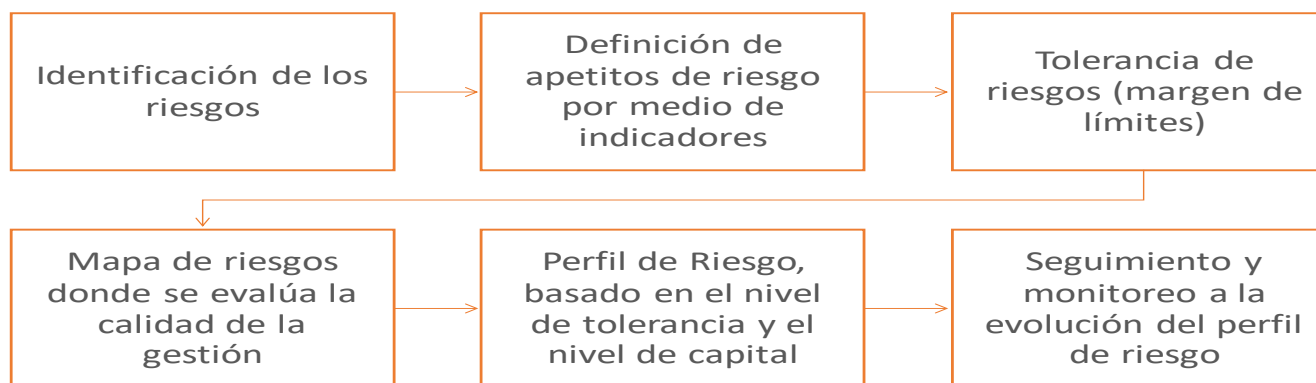 Identificación de los
riesgos
Definición de
apetitos de riesgo
por medio de
indicadores
Tolerancia de
riesgos (margen de
límites)
Mapa de riesgos
donde se evalúa la
calidad de la
gestión
Perfil de Riesgo,
basado en el nivel
de tolerancia y el
nivel de capital
Seguimiento y
monitoreo a la
evolución del perfil
de riesgo